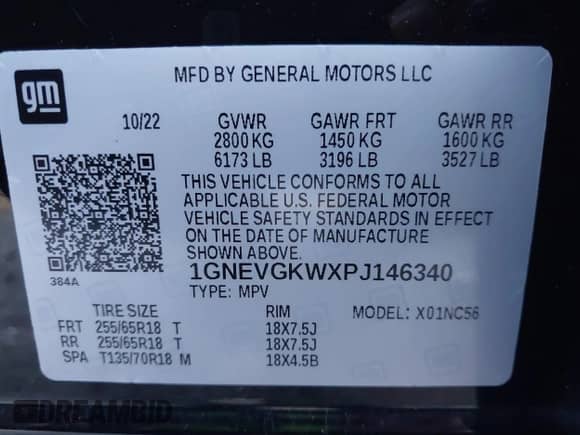 MFD BY GENERAL MOTORS LLC
gm
10/22 GVWR GAWR FRT GAWR RR
2800 KG 1450 KG 1600 KG
6173 LB 3196 LB 3527 LB
THIS VEHICLE CONFORMS TO ALL
APPLICABLE U.S. FEDERAL MOTOR
VEHICLE SAFETY STANDARDS IN EFFECT
ON THE DATE OF MANUFACTURE
SHOWN ABOVE.
384A
1GNEVGKWXPJ146340
TYPE: MPV MODEL: X01NC56
TIRE SIZE RIM
FRT 255/65R18 T 18X7.5J
RR 255/65R18 T 18X7.5J
SPA T135/70R18 M 18X4.5B
DREAMBID